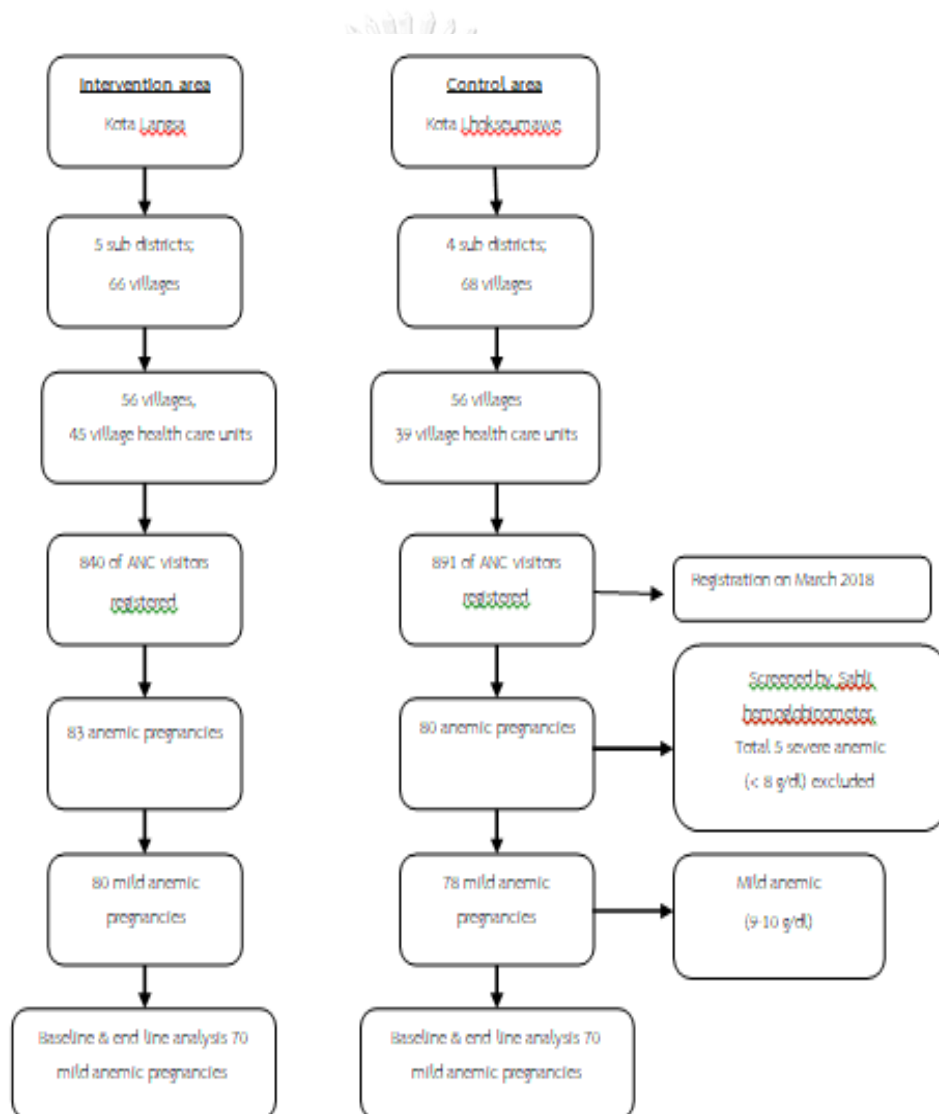 Intervention area
Kota Langsa
5 sub districts;
66 villages
56 villages,
45 village health care units
840 of ANC visitors
registered
83 anemic pregnancies
80 mild anemic
pregnancies
Baseline & end line analysis 70
mild anemic pregnancies
Control area
Kota Lhokseumawe
4 sub districts;
68 villages
56 villages
39 village health care units
891 of ANC visitors
registered
80 anemic pregnancies
78 mild anemic
pregnancies
Baseline & end line analysis 70
mild anemic pregnancies
Registration on March 2018
Screened by Sahli
hemoglobinometer,
Total 5 severe anemic
(< 8 g/dl) excluded
Mild anemic
(9-10 g/dl)